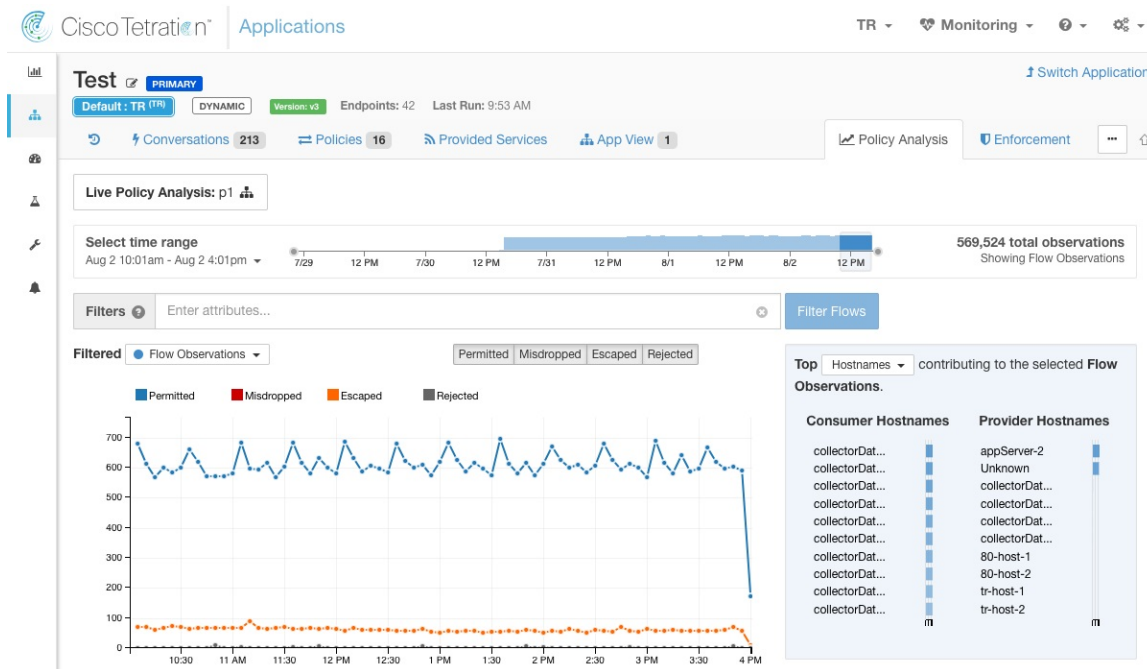 Cisco Tetration™ Applications TR Monitoring
Test PRIMARY Switch Application
Default : TR (TR) DYNAMIC Version: v3 Endpoints: 42 Last Run: 9:53 AM
Conversations 213 Policies 16 Provided Services App View 1 Policy Analysis Enforcement ...
Live Policy Analysis: p1
Select time range
Aug 2 10:01am - Aug 2 4:01pm
7/29 12 PM 7/30 12 PM 7/31 12 PM 8/1 12 PM 8/2 12 PM
569,524 total observations
Showing Flow Observations
Filters ? Enter attributes... Filter Flows
Filtered Flow Observations Permitted Misdropped Escaped Rejected
Permitted Misdropped Escaped Rejected
700
600
500
400
300
200
100
0
10:30 11 AM 11:30 12 PM 12:30 1 PM 1:30 2 PM 2:30 3 PM 3:30 4 PM
Top Hostnames contributing to the selected Flow
Observations.
Consumer Hostnames Provider Hostnames
collectorDat... appServer-2
collectorDat... Unknown
collectorDat... collectorDat...
collectorDat... collectorDat...
collectorDat... collectorDat...
collectorDat... collectorDat...
collectorDat... 80-host-1
collectorDat... 80-host-2
collectorDat... tr-host-1
collectorDat... tr-host-2